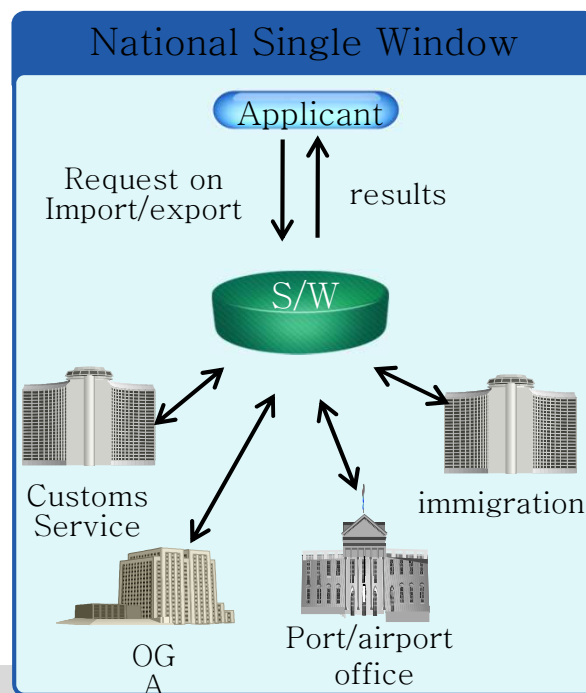 National Single Window
Applicant
Request on
Import/export
results
S/W
Customs
Service
immigration
OG
A
Port/airport
office